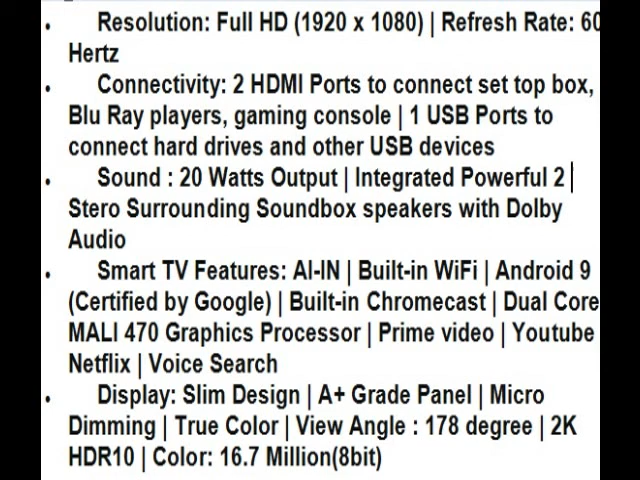 • Resolution: Full HD (1920 x 1080) | Refresh Rate: 60
Hertz
• Connectivity: 2 HDMI Ports to connect set top box,
Blu Ray players, gaming console | 1 USB Ports to
connect hard drives and other USB devices
• Sound : 20 Watts Output | Integrated Powerful 2 |
Stero Surrounding Soundbox speakers with Dolby
Audio
• Smart TV Features: AI-IN | Built-in WiFi | Android 9
(Certified by Google) | Built-in Chromecast | Dual Core
MALI 470 Graphics Processor | Prime video | Youtube
Netflix | Voice Search
• Display: Slim Design | A+ Grade Panel | Micro
Dimming | True Color | View Angle : 178 degree | 2K
HDR10 | Color: 16.7 Million(8bit)